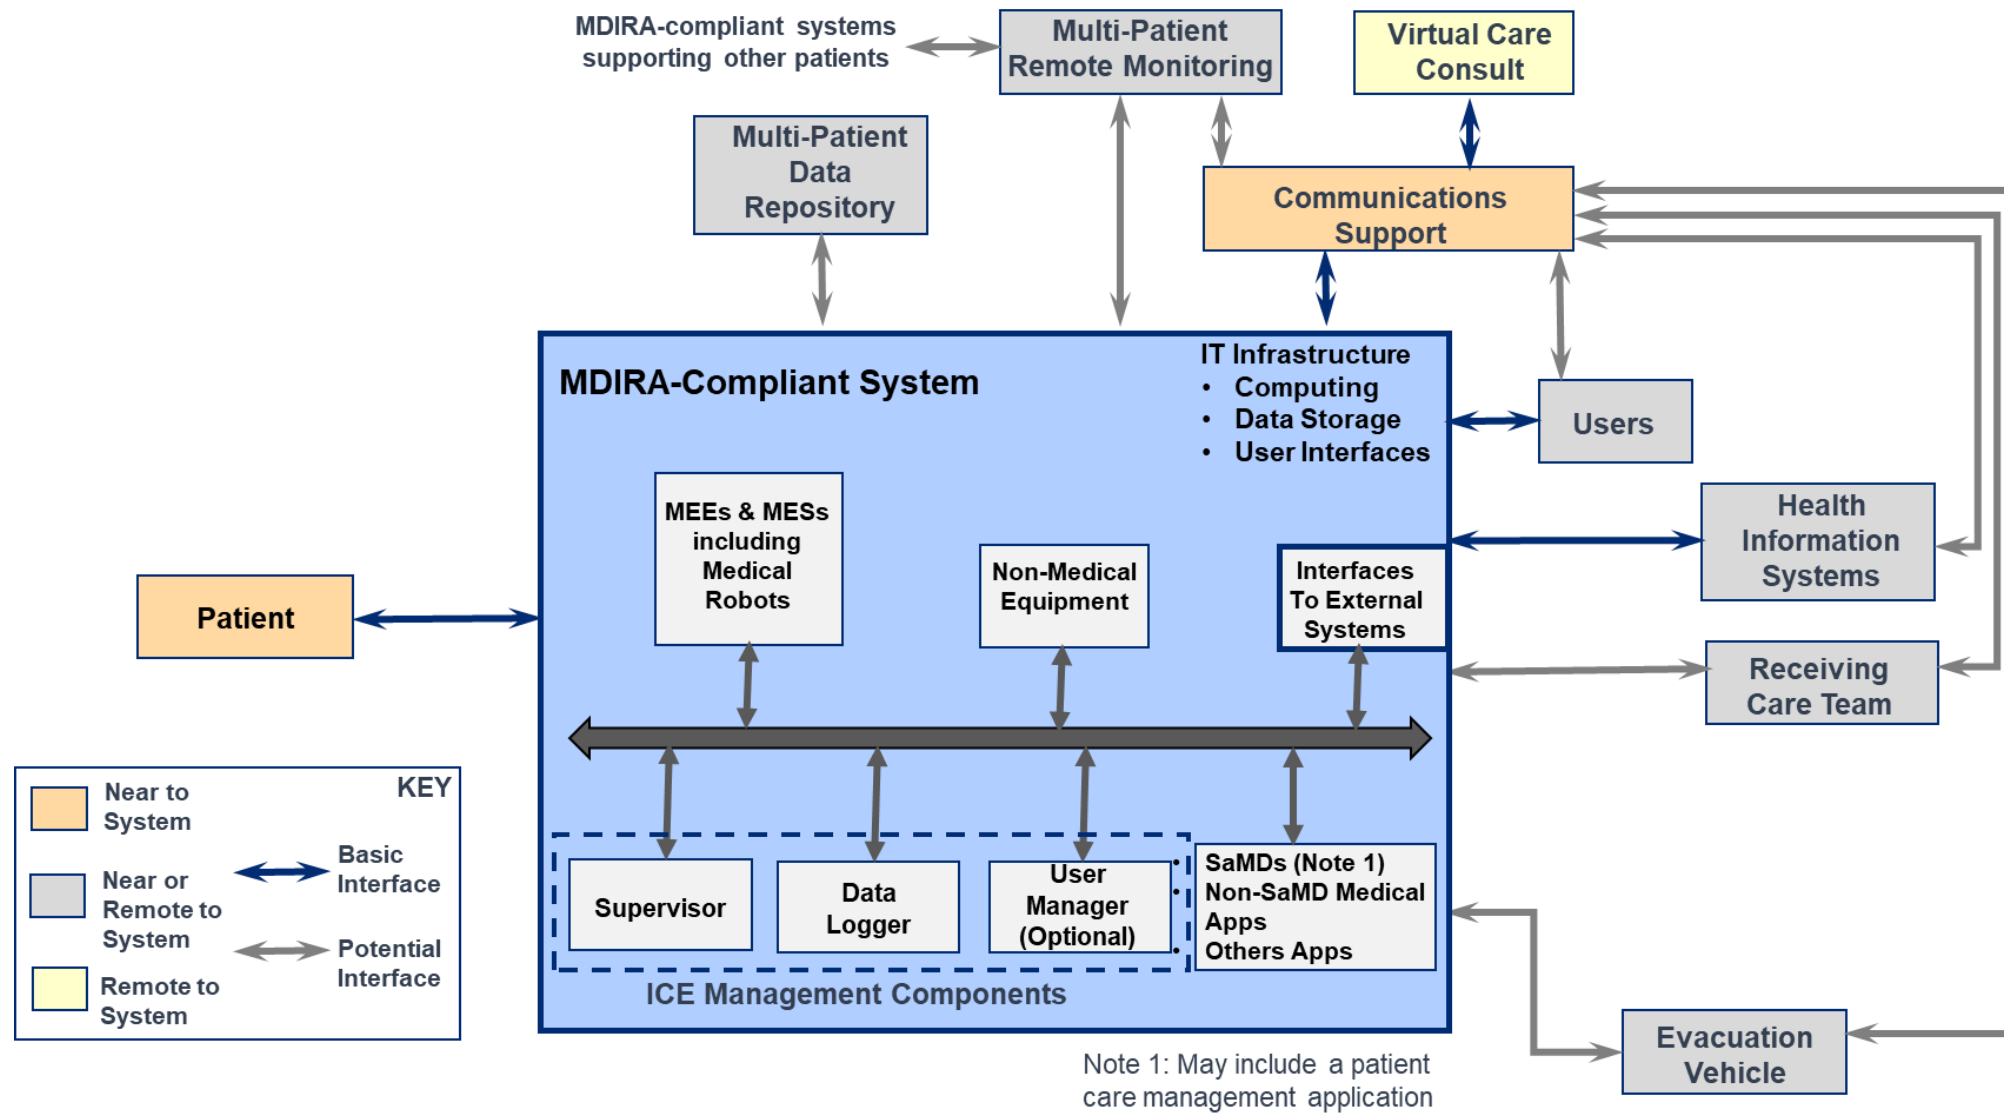 MDIRA-compliant systems
supporting other patients
Multi-Patient
Remote Monitoring
Virtual Care
Consult
Multi-Patient
Data
Repository
Communications
Support
MDIRA-Compliant System
IT Infrastructure
• Computing
• Data Storage
• User Interfaces
Users
MEEs & MESs
including
Medical
Robots
Non-Medical
Equipment
Interfaces
To External
Systems
Health
Information
Systems
Patient
Receiving
Care Team
KEY
Near to
System
Basic
Interface
Near or
Remote to
System
Potential
Interface
Remote to
System
Supervisor
Data
Logger
User
Manager
(Optional)
• SaMDs (Note 1)
• Non-SaMD Medical
Apps
• Others Apps
ICE Management Components
Evacuation
Vehicle
Note 1: May include a patient
care management application